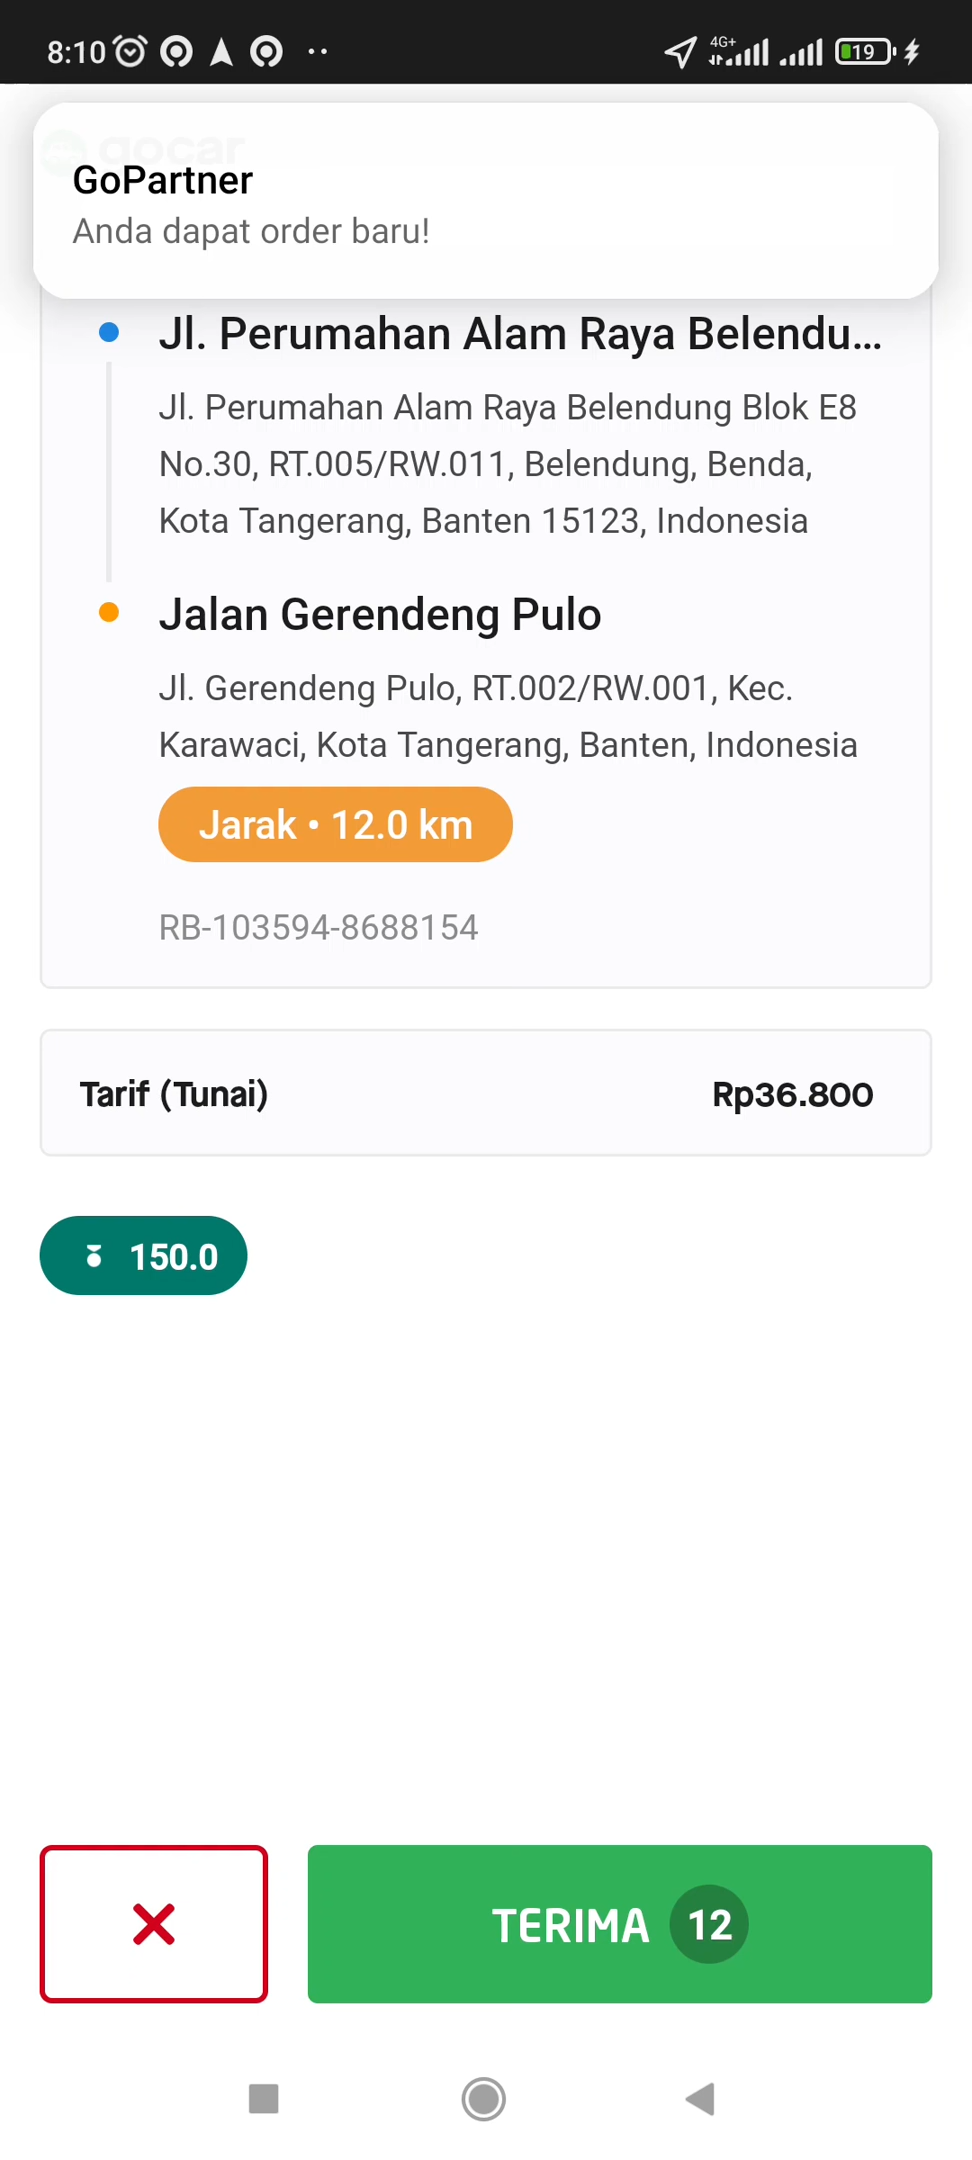 8:10
4G+
19
gocar
GoPartner
Anda dapat order baru!
Jl. Perumahan Alam Raya Belendu...
Jl. Perumahan Alam Raya Belendung Blok E8
No.30, RT.005/RW.011, Belendung, Benda,
Kota Tangerang, Banten 15123, Indonesia
Jalan Gerendeng Pulo
Jl. Gerendeng Pulo, RT.002/RW.001, Kec.
Karawaci, Kota Tangerang, Banten, Indonesia
Jarak • 12.0 km
RB-103594-8688154
Tarif (Tunai) Rp36.800
150.0
TERIMA 12